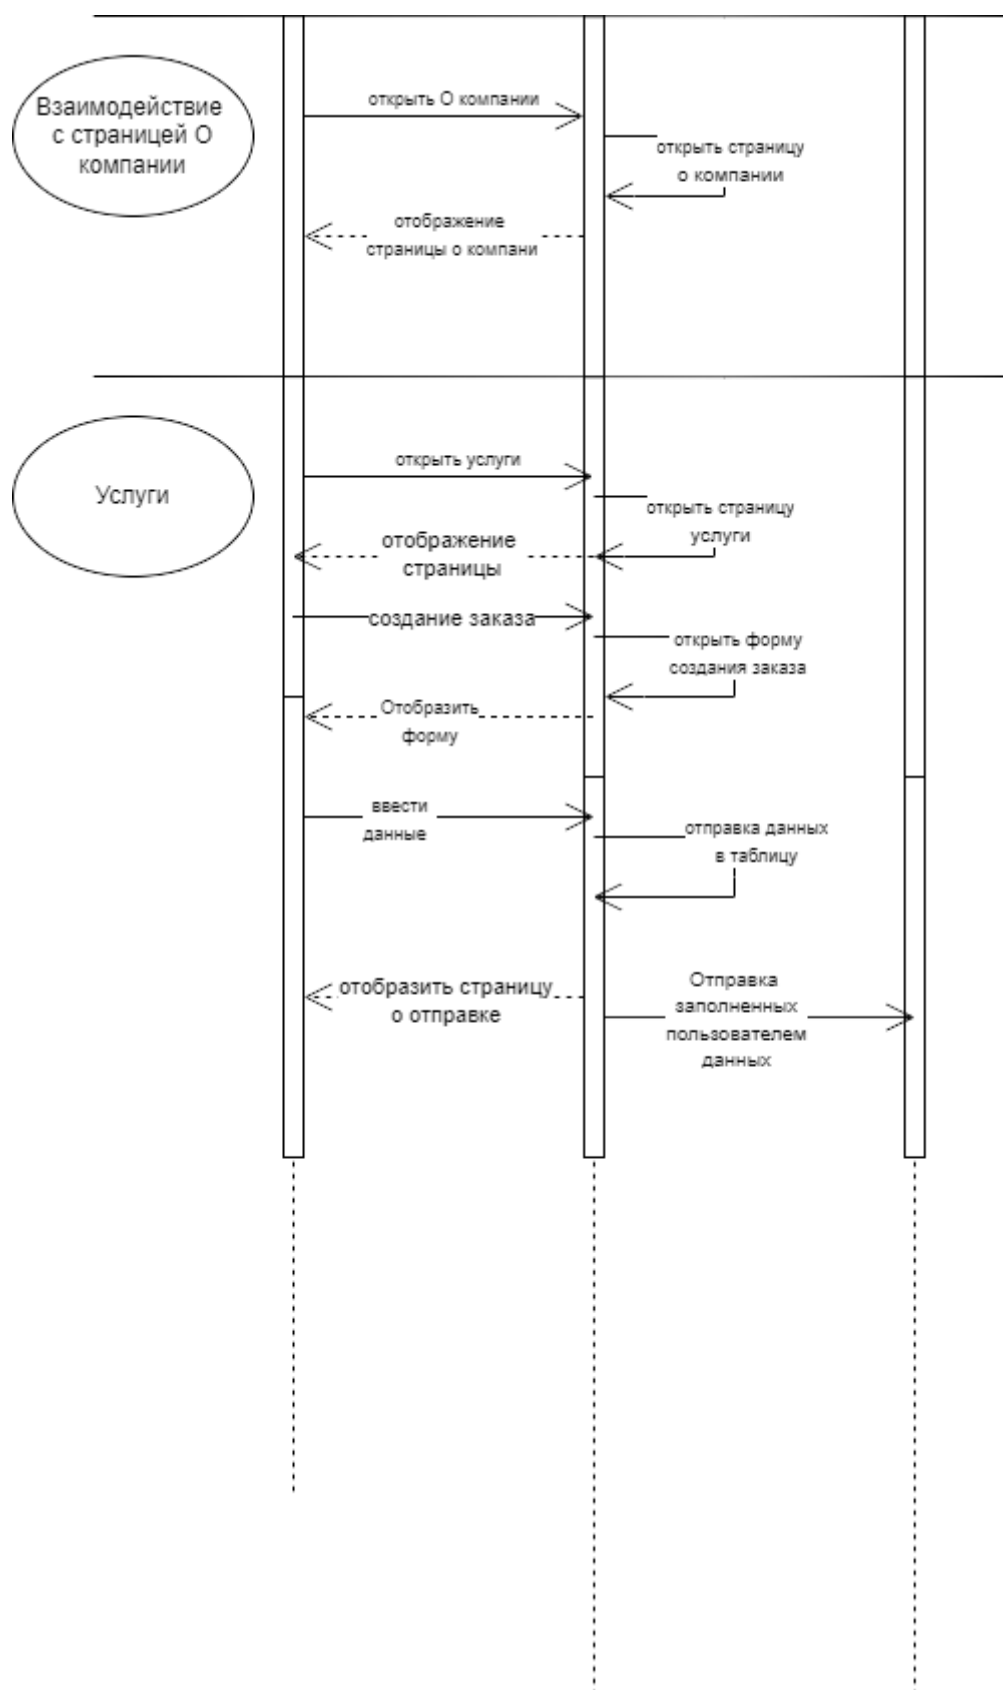 Взаимодействие
с страницей О
компании
открыть О компании
открыть страницу
о компании
отображение
страницы о компани
Услуги
открыть услуги
открыть страницу
услуги
отображение
страницы
создание заказа
открыть форму
создания заказа
Отобразить
форму
ввести
данные
отправка данных
в таблицу
отобразить страницу
о отправке
Отправка
заполненных
пользователем
данных